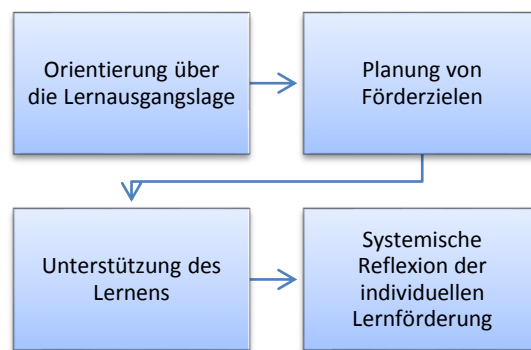 Orientierung über
die Lernausgangslage
Planung von
Förderzielen
Unterstützung des
Lernens
Systemische
Reflexion der
individuellen
Lernförderung